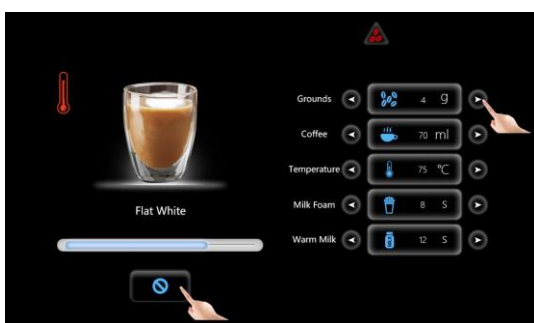 Grounds 4 g
Coffee 70 ml
Temperature 75 °C
Milk Foam 8 S
Flat White
Warm Milk 12 S